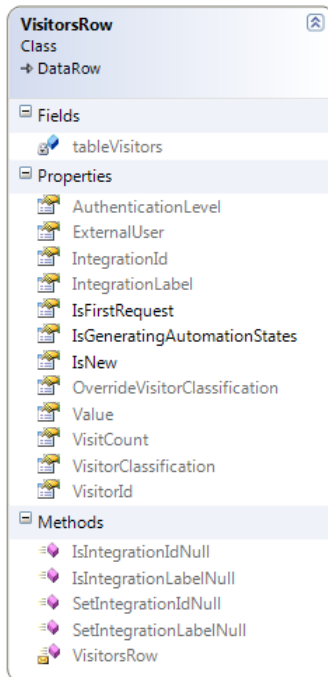 VisitorsRow
Class
DataRow
Fields
tableVisitors
Properties
AuthenticationLevel
ExternalUser
IntegrationId
IntegrationLabel
IsFirstRequest
IsGeneratingAutomationStates
IsNew
OverrideVisitorClassification
Value
VisitCount
VisitorClassification
VisitorId
Methods
IsIntegrationIdNull
IsIntegrationLabelNull
SetIntegrationIdNull
SetIntegrationLabelNull
VisitorsRow